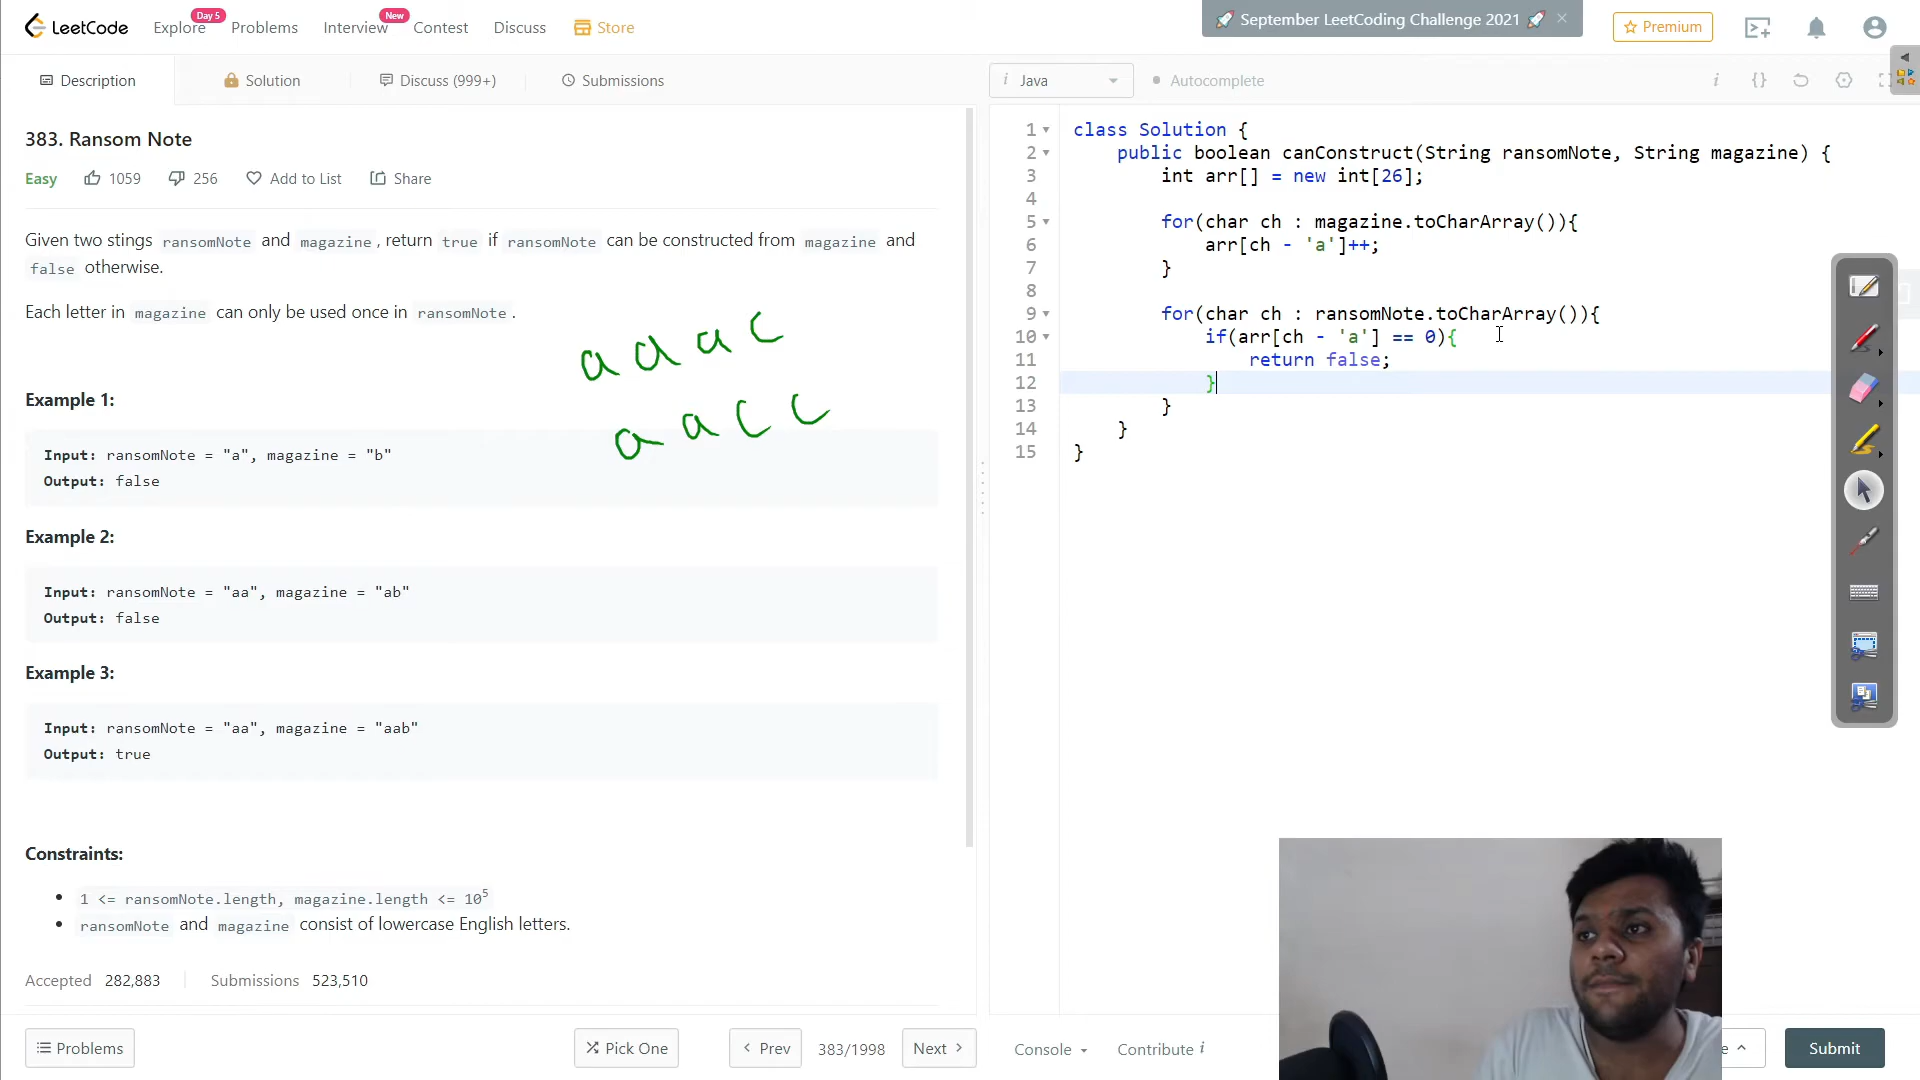 LeetCode Explore Day 5 Problems Interview New Contest Discuss Store September LeetCoding Challenge 2021 × Premium
Description Solution Discuss (999+) Submissions
i Java Autocomplete i {}
383. Ransom Note
Easy 1059 256 Add to List Share
Given two stings ransomNote and magazine, return true if ransomNote can be constructed from magazine and
false otherwise.
Each letter in magazine can only be used once in ransomNote.
a a a c
a a c c
Example 1:
Input: ransomNote = "a", magazine = "b"
Output: false
Example 2:
Input: ransomNote = "aa", magazine = "ab"
Output: false
Example 3:
Input: ransomNote = "aa", magazine = "aab"
Output: true
Constraints:
• 1 <= ransomNote.length, magazine.length <= 10⁵
• ransomNote and magazine consist of lowercase English letters.
Accepted 282,883 Submissions 523,510
Problems Pick One < Prev 383/1998 Next >
1 class Solution {
2 public boolean canConstruct(String ransomNote, String magazine) {
3 int arr[] = new int[26];
4
5 for(char ch : magazine.toCharArray()){
6 arr[ch - 'a']++;
7 }
8
9 for(char ch : ransomNote.toCharArray()){
10 if(arr[ch - 'a'] == 0){
11 return false;
12 }
13 }
14 }
15 }
Console Contribute i e Submit